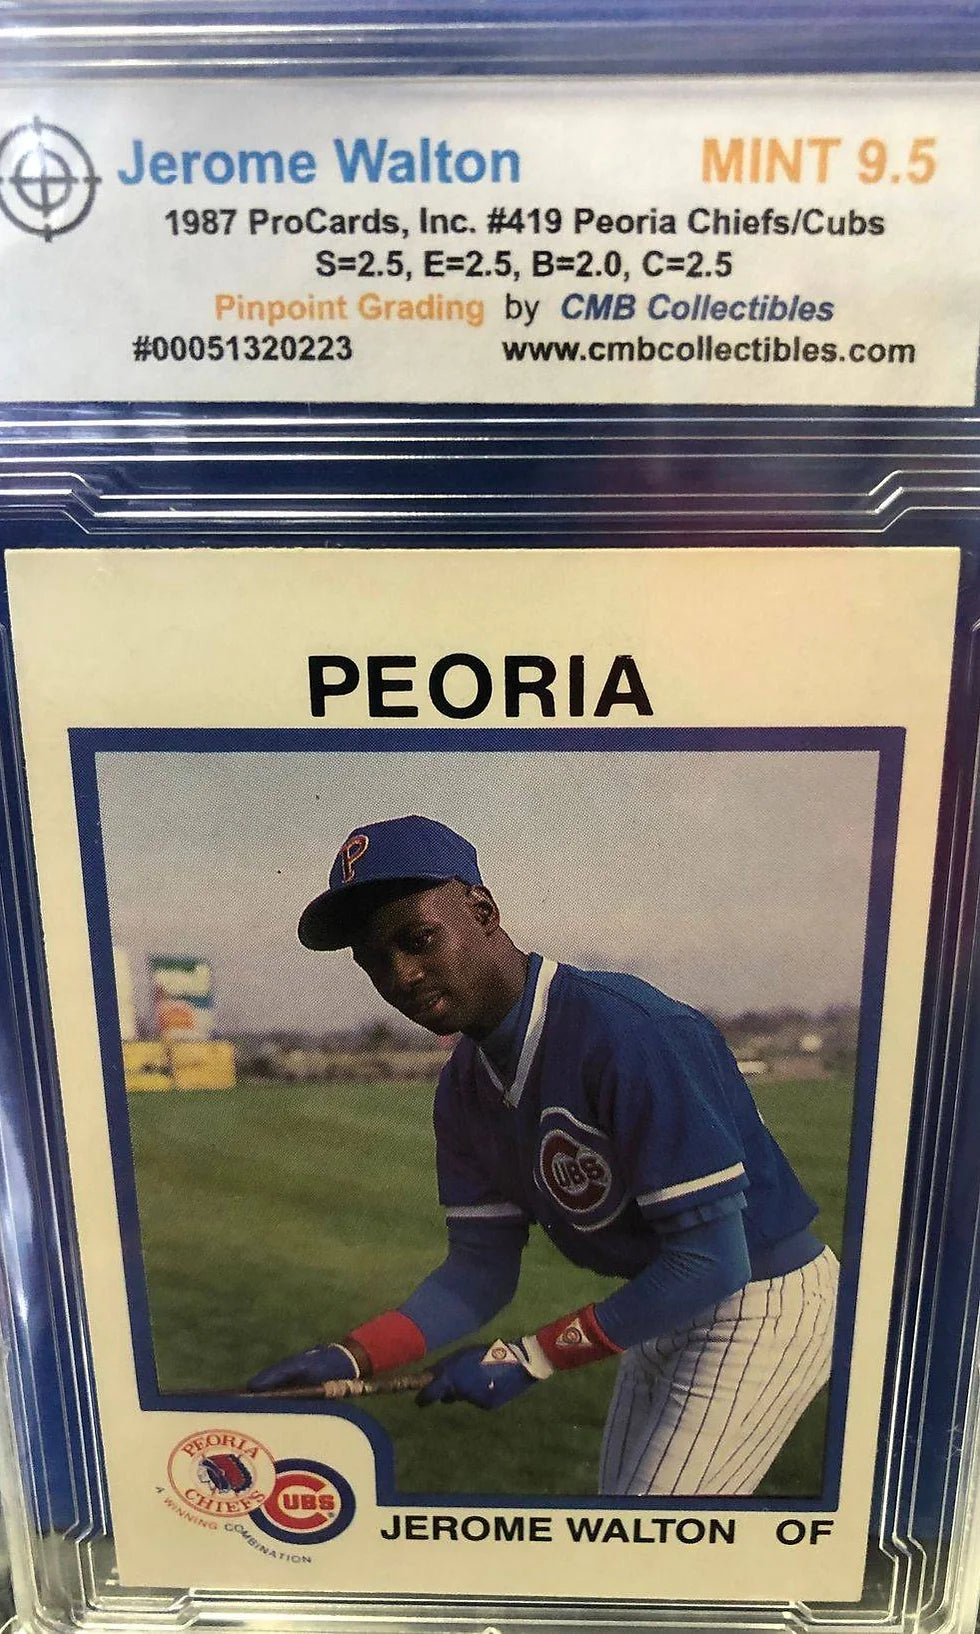 Jerome Walton MINT 9.5
1987 ProCards, Inc. #419 Peoria Chiefs/Cubs
S=2.5, E=2.5, B=2.0, C=2.5
Pinpoint Grading by CMB Collectibles
#00051320223 www.cmbcollectibles.com
PEORIA
P
CUBS
PEORIA
CHIEFS
CUBS
A WINNING COMBINATION
JEROME WALTON OF